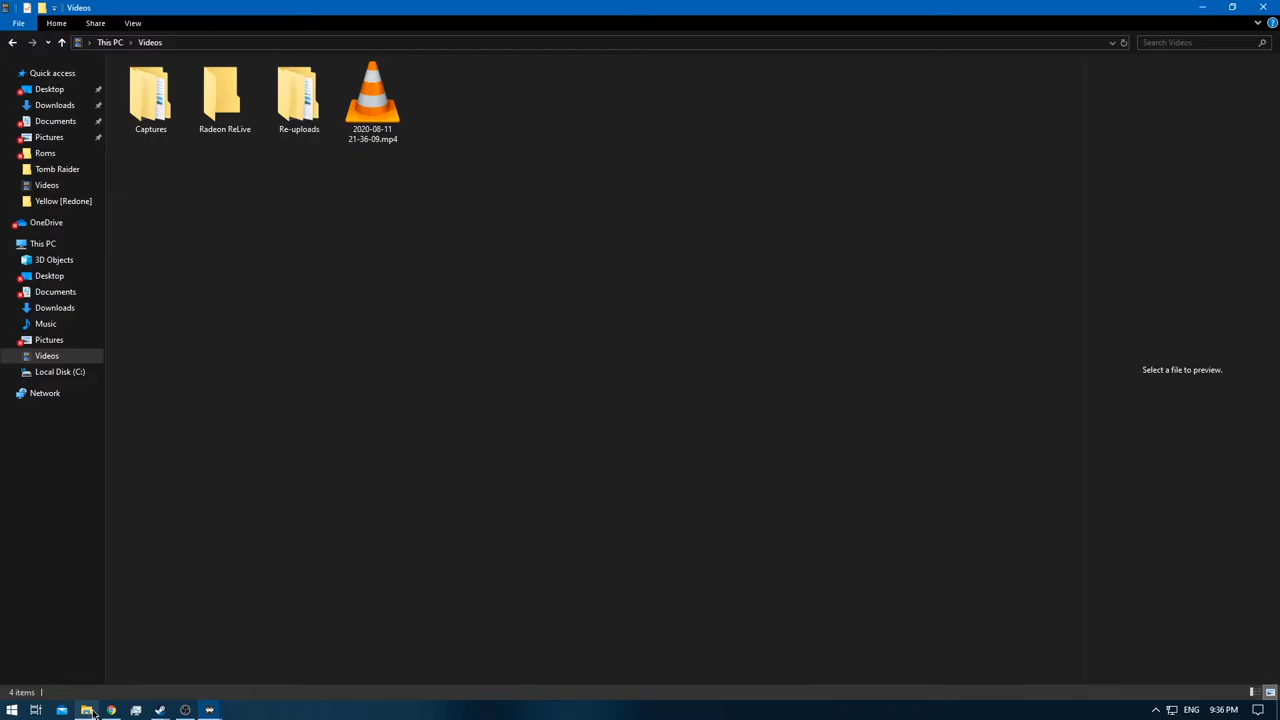 Videos
File
Home
Share
View
This PC
Videos
Search Videos
Quick access
Desktop
Downloads
Documents
Pictures
Roms
Tomb Raider
Videos
Yellow [Redone]
OneDrive
This PC
3D Objects
Desktop
Documents
Downloads
Music
Pictures
Videos
Local Disk (C:)
Network
Captures
Radeon ReLive
Re-uploads
2020-08-11
21-36-09.mp4
Select a file to preview.
4 items
ENG
9:36 PM